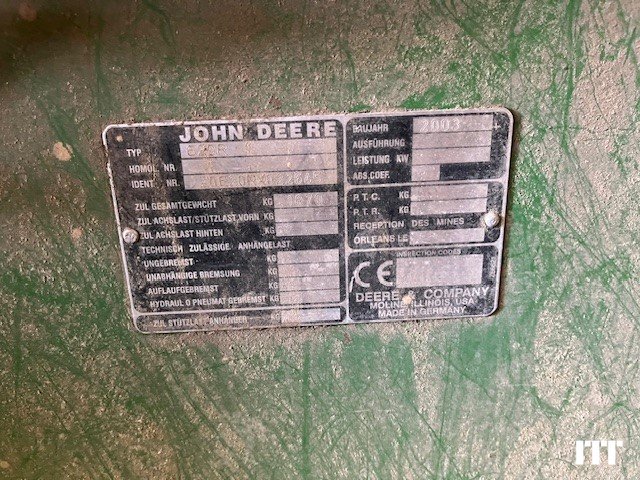 JOHN DEERE
TYP
HOMOL. NR.
IDENT. NR.
ZUL GESAMTGEWICHT KG
ZUL ACHSLAST/STÜTZLAST VORN KG
ZUL ACHSLAST HINTEN KG
TECHNISCH ZULÄSSIGE ANHÄNGELAST
UNGEBREMST KG
UNABHÄNGIGE BREMSUNG KG
AUFLAUFGEBREMST KG
HYDRAUL O PNEUMAT GEBREMST KG
ZUL STÜTZLAST ANHÄNGER
BAUJAHR 2003
AUSFÜHRUNG
LEISTUNG KW
ABS.COEF.
P. T. C. KG
P. T. R. KG
RECEPTION DES MINES
ORLEANS LE
INSPECTION CODES
CE
DEERE & COMPANY
MOLINE, ILLINOIS, USA
MADE IN GERMANY
ITT